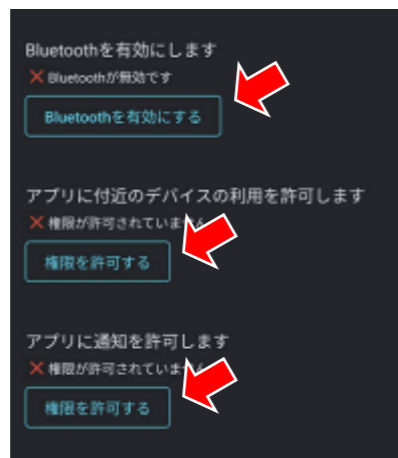 Bluetoothを有効にします
❌ Bluetoothが無効です
Bluetoothを有効にする
アプリに付近のデバイスの利用を許可します
❌ 権限が許可されていません
権限を許可する
アプリに通知を許可します
❌ 権限が許可されていません
権限を許可する